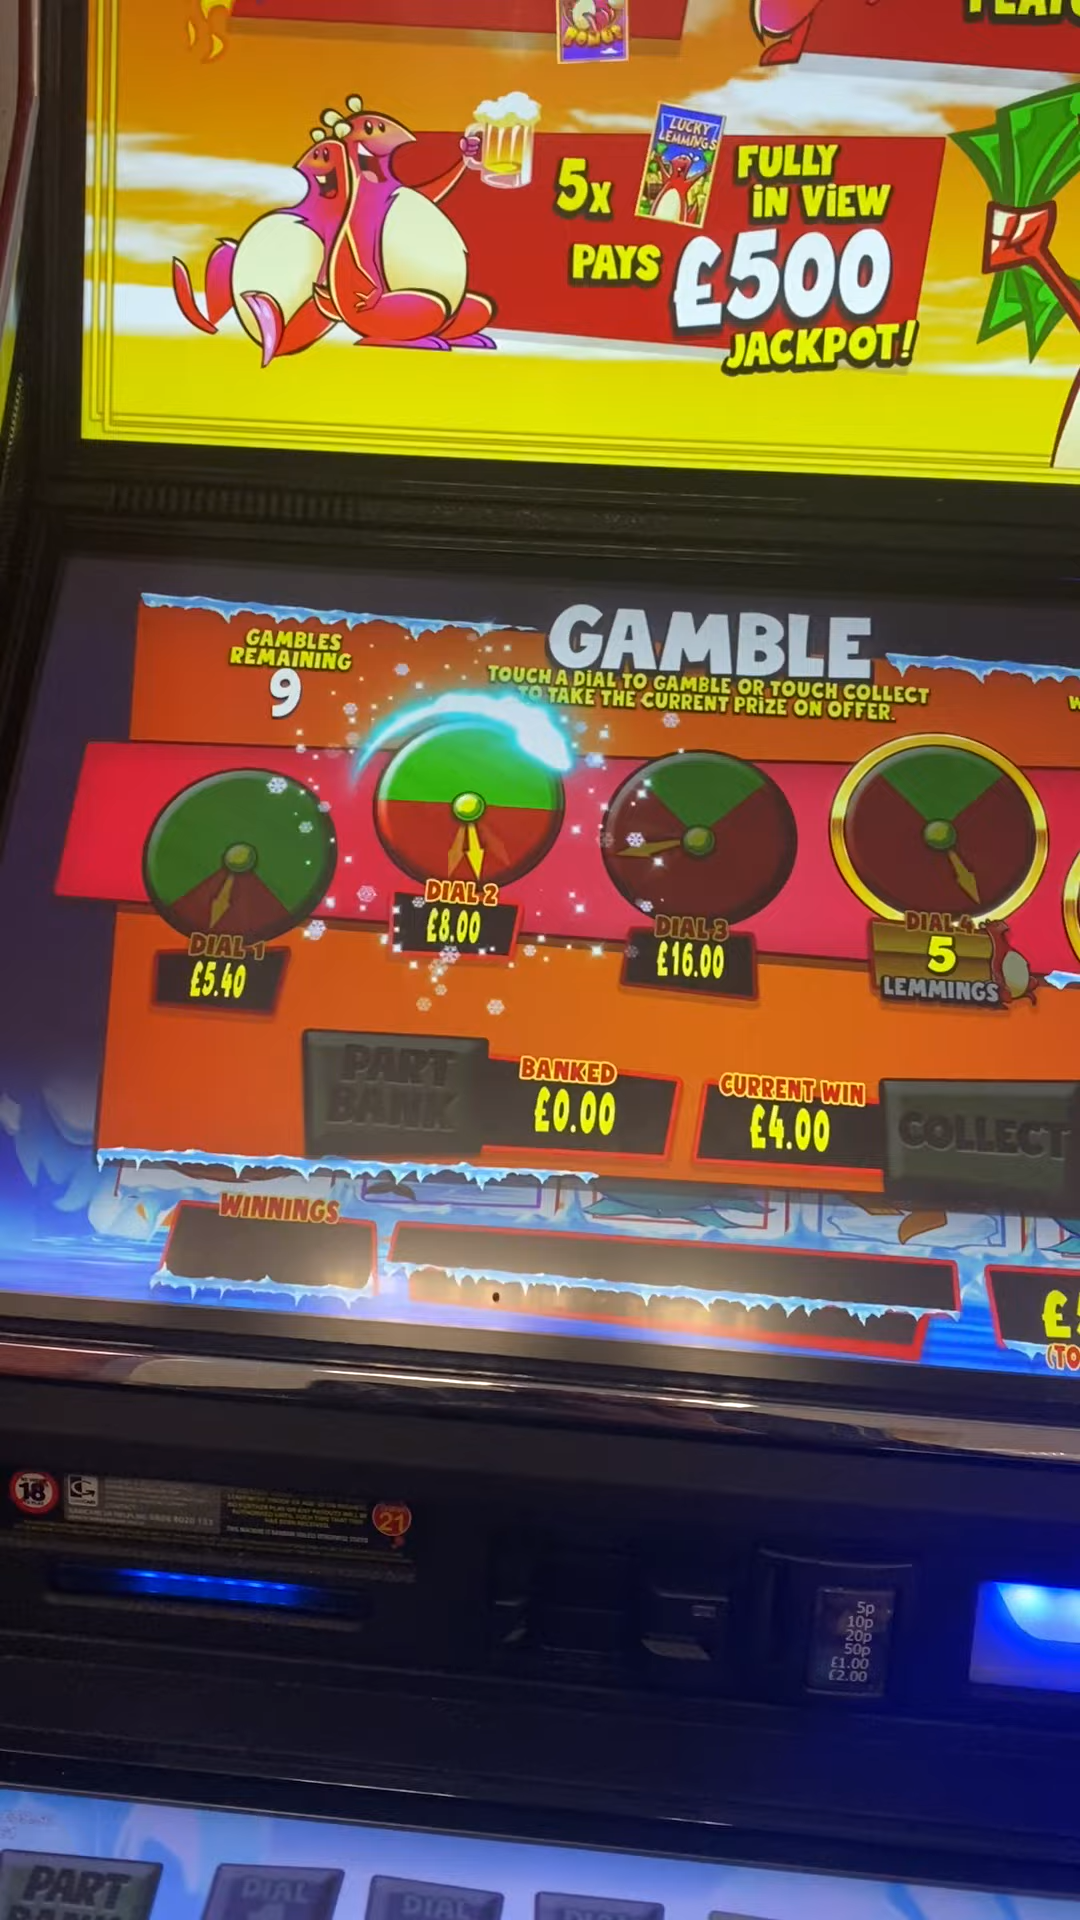 BONUS
LUCKY
LEMMINGS
5x
FULLY
IN VIEW
PAYS
£500
JACKPOT!
GAMBLES
REMAINING
9
GAMBLE
TOUCH A DIAL TO GAMBLE OR TOUCH COLLECT
TO TAKE THE CURRENT PRIZE ON OFFER.
DIAL 1
£5.40
DIAL 2
£8.00
DIAL 3
£16.00
DIAL 4
5
LEMMINGS
PART
BANK
BANKED
£0.00
CURRENT WIN
£4.00
COLLECT
WINNINGS
18
21
5p
10p
20p
50p
£1.00
£2.00
PART
DIAL
DIAL